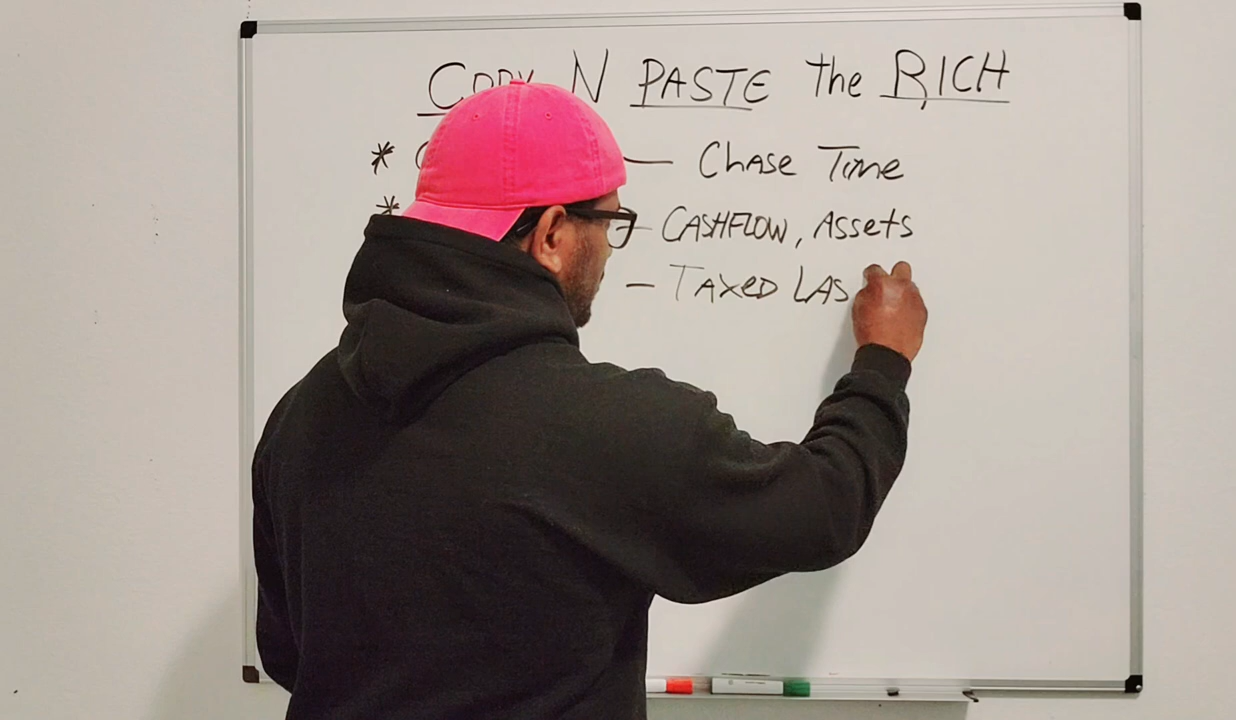 COPY N PASTE the RICH
* C — Chase Time
* — CASHFLOW, Assets
— TAXED LAS